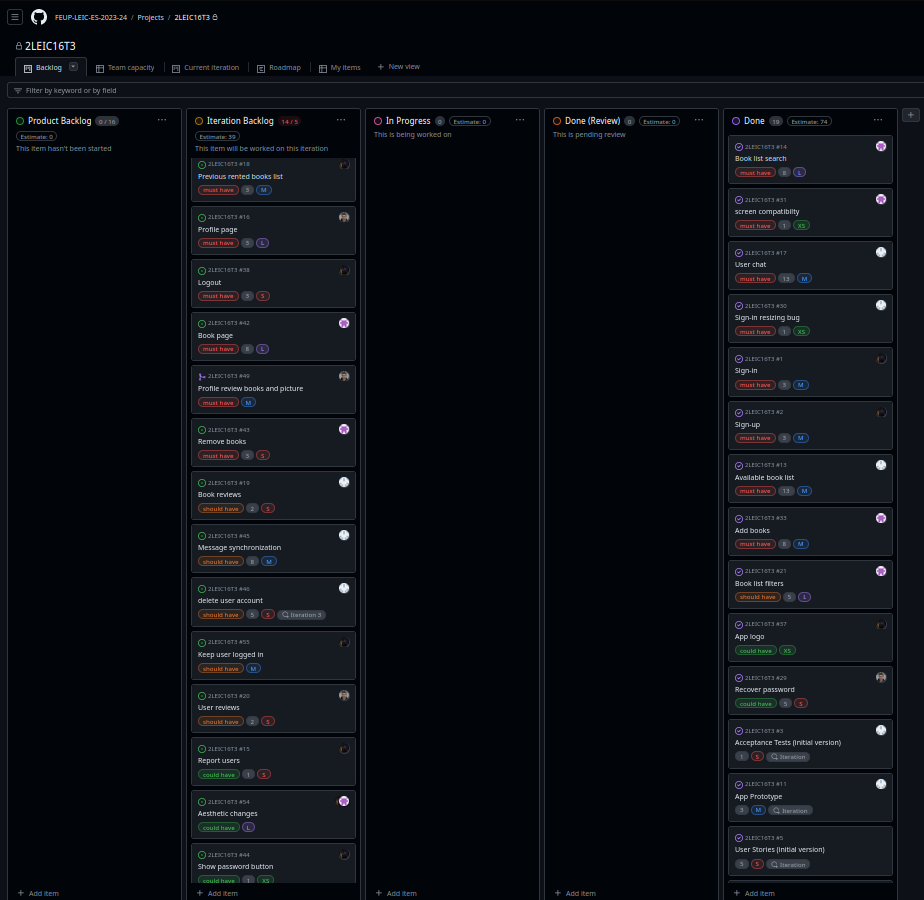 FEUP-LEIC-ES-2023-24 / Projects / 2LEIC16T3
2LEIC16T3
Backlog Team capacity Current iteration Roadmap My items + New view
Filter by keyword or by field
Product Backlog 0 / 16 ...
Estimate: 0
This item hasn't been started
+ Add item
Iteration Backlog 14 / 5 ...
Estimate: 39
This item will be worked on this iteration
2LEIC16T3 #18
Previous rented books list
must have 3 M
2LEIC16T3 #16
Profile page
must have 3 L
2LEIC16T3 #38
Logout
must have 3 S
2LEIC16T3 #42
Book page
must have 8 L
2LEIC16T3 #49
Profile review books and picture
must have M
2LEIC16T3 #43
Remove books
must have 3 S
2LEIC16T3 #19
Book reviews
should have 2 S
2LEIC16T3 #45
Message synchronization
should have 8 M
2LEIC16T3 #46
delete user account
should have 5 S Iteration 3
2LEIC16T3 #55
Keep user logged in
should have M
2LEIC16T3 #20
User reviews
should have 2 S
2LEIC16T3 #15
Report users
could have 1 S
2LEIC16T3 #54
Aesthetic changes
could have L
2LEIC16T3 #44
Show password button
could have 1 XS
+ Add item
In Progress 0 Estimate: 0 ...
This is being worked on
+ Add item
Done (Review) 0 Estimate: 0 ...
This is pending review
+ Add item
Done 19 Estimate: 74 ...
2LEIC16T3 #14
Book list search
must have 8 L
2LEIC16T3 #31
screen compatibilty
must have 1 XS
2LEIC16T3 #17
User chat
must have 13 M
2LEIC16T3 #30
Sign-in resizing bug
must have 1 XS
2LEIC16T3 #1
Sign-in
must have 3 M
2LEIC16T3 #2
Sign-up
must have 3 M
2LEIC16T3 #13
Available book list
must have 13 M
2LEIC16T3 #33
Add books
must have 8 M
2LEIC16T3 #21
Book list filters
should have 5 L
2LEIC16T3 #37
App logo
could have XS
2LEIC16T3 #29
Recover password
could have 5 S
2LEIC16T3 #3
Acceptance Tests (initial version)
1 S Iteration
2LEIC16T3 #11
App Prototype
3 M Iteration
2LEIC16T3 #5
User Stories (initial version)
5 S Iteration
+ Add item